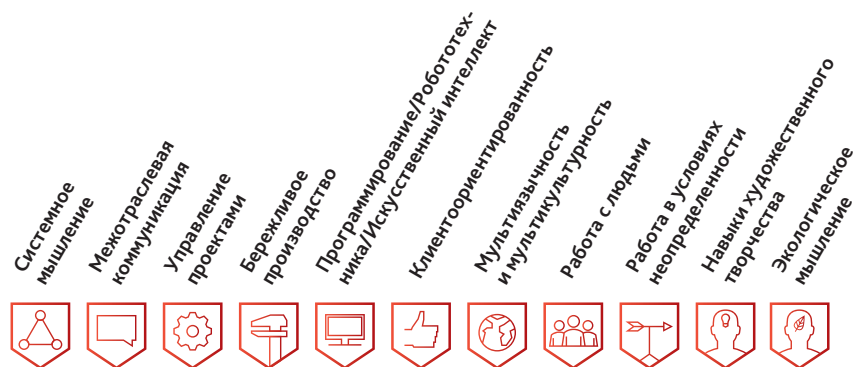 Системное
мышление
Межотраслевая
коммуникация
Управление
проектами
Бережливое
производство
Программирование/Робототех-
ника/Искусственный интеллект
Клиентоориентированность
Мультиязычность
и мультикультурность
Работа с людьми
Работа в условиях
неопределенности
Навыки художественного
творчества
Экологическое
мышление